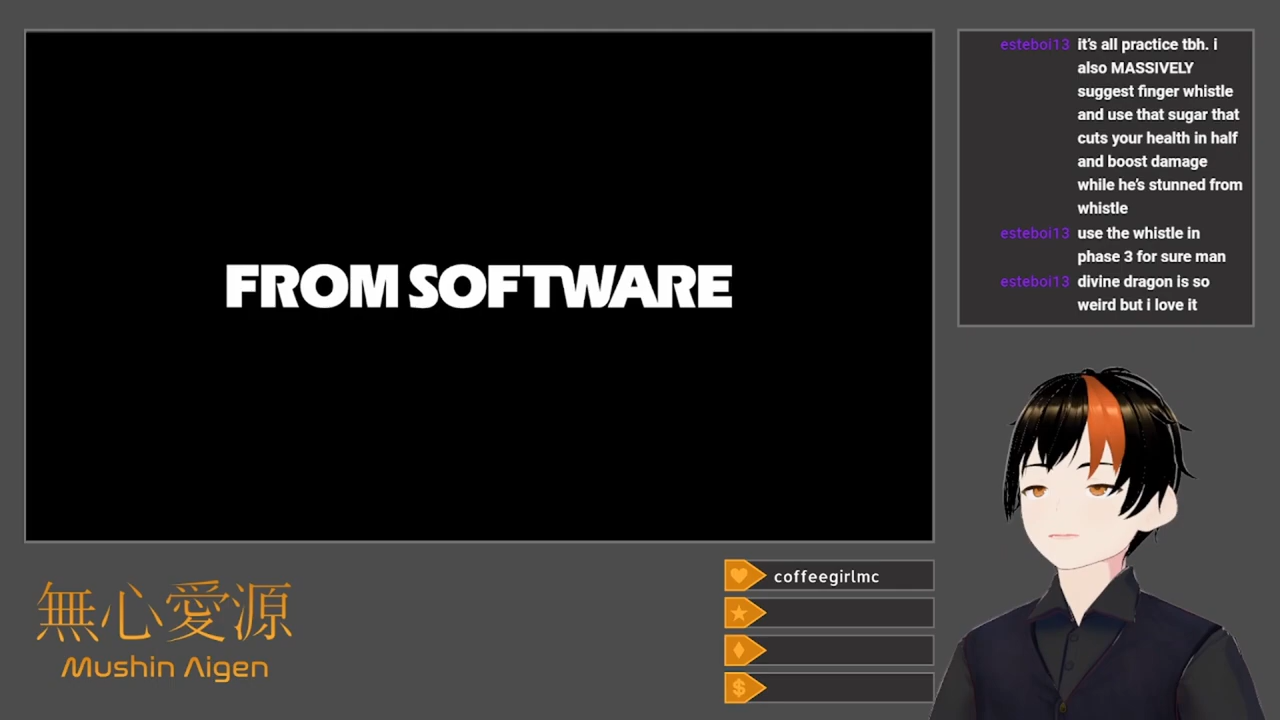 FROM SOFTWARE
esteboi13 it's all practice tbh. i
also MASSIVELY
suggest finger whistle
and use that sugar that
cuts your health in half
and boost damage
while he's stunned from
whistle
esteboi13 use the whistle in
phase 3 for sure man
esteboi13 divine dragon is so
weird but i love it
coffeegirlmc
$
無心愛源
Mushin Aigen